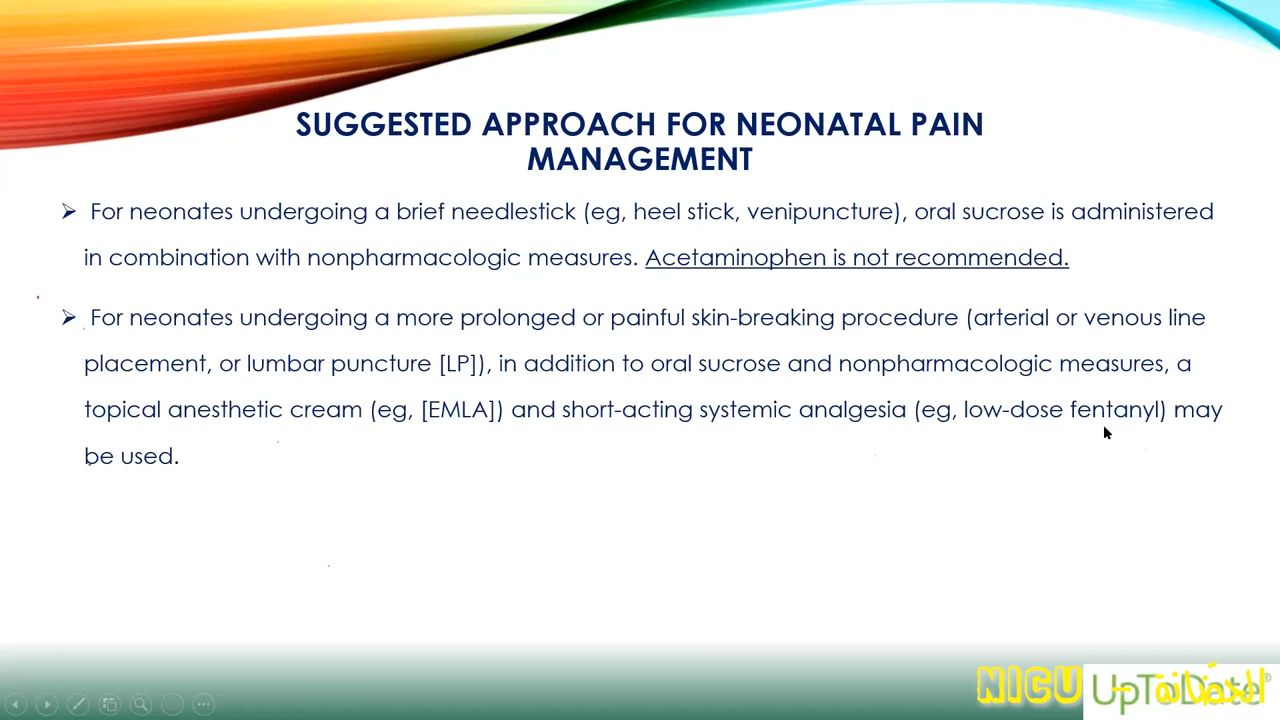 SUGGESTED APPROACH FOR NEONATAL PAIN
MANAGEMENT
➢ For neonates undergoing a brief needlestick (eg, heel stick, venipuncture), oral sucrose is administered
in combination with nonpharmacologic measures. Acetaminophen is not recommended.
➢ For neonates undergoing a more prolonged or painful skin-breaking procedure (arterial or venous line
placement, or lumbar puncture [LP]), in addition to oral sucrose and nonpharmacologic measures, a
topical anesthetic cream (eg, [EMLA]) and short-acting systemic analgesia (eg, low-dose fentanyl) may
be used.
NICU – الحضانة
UpToDate®